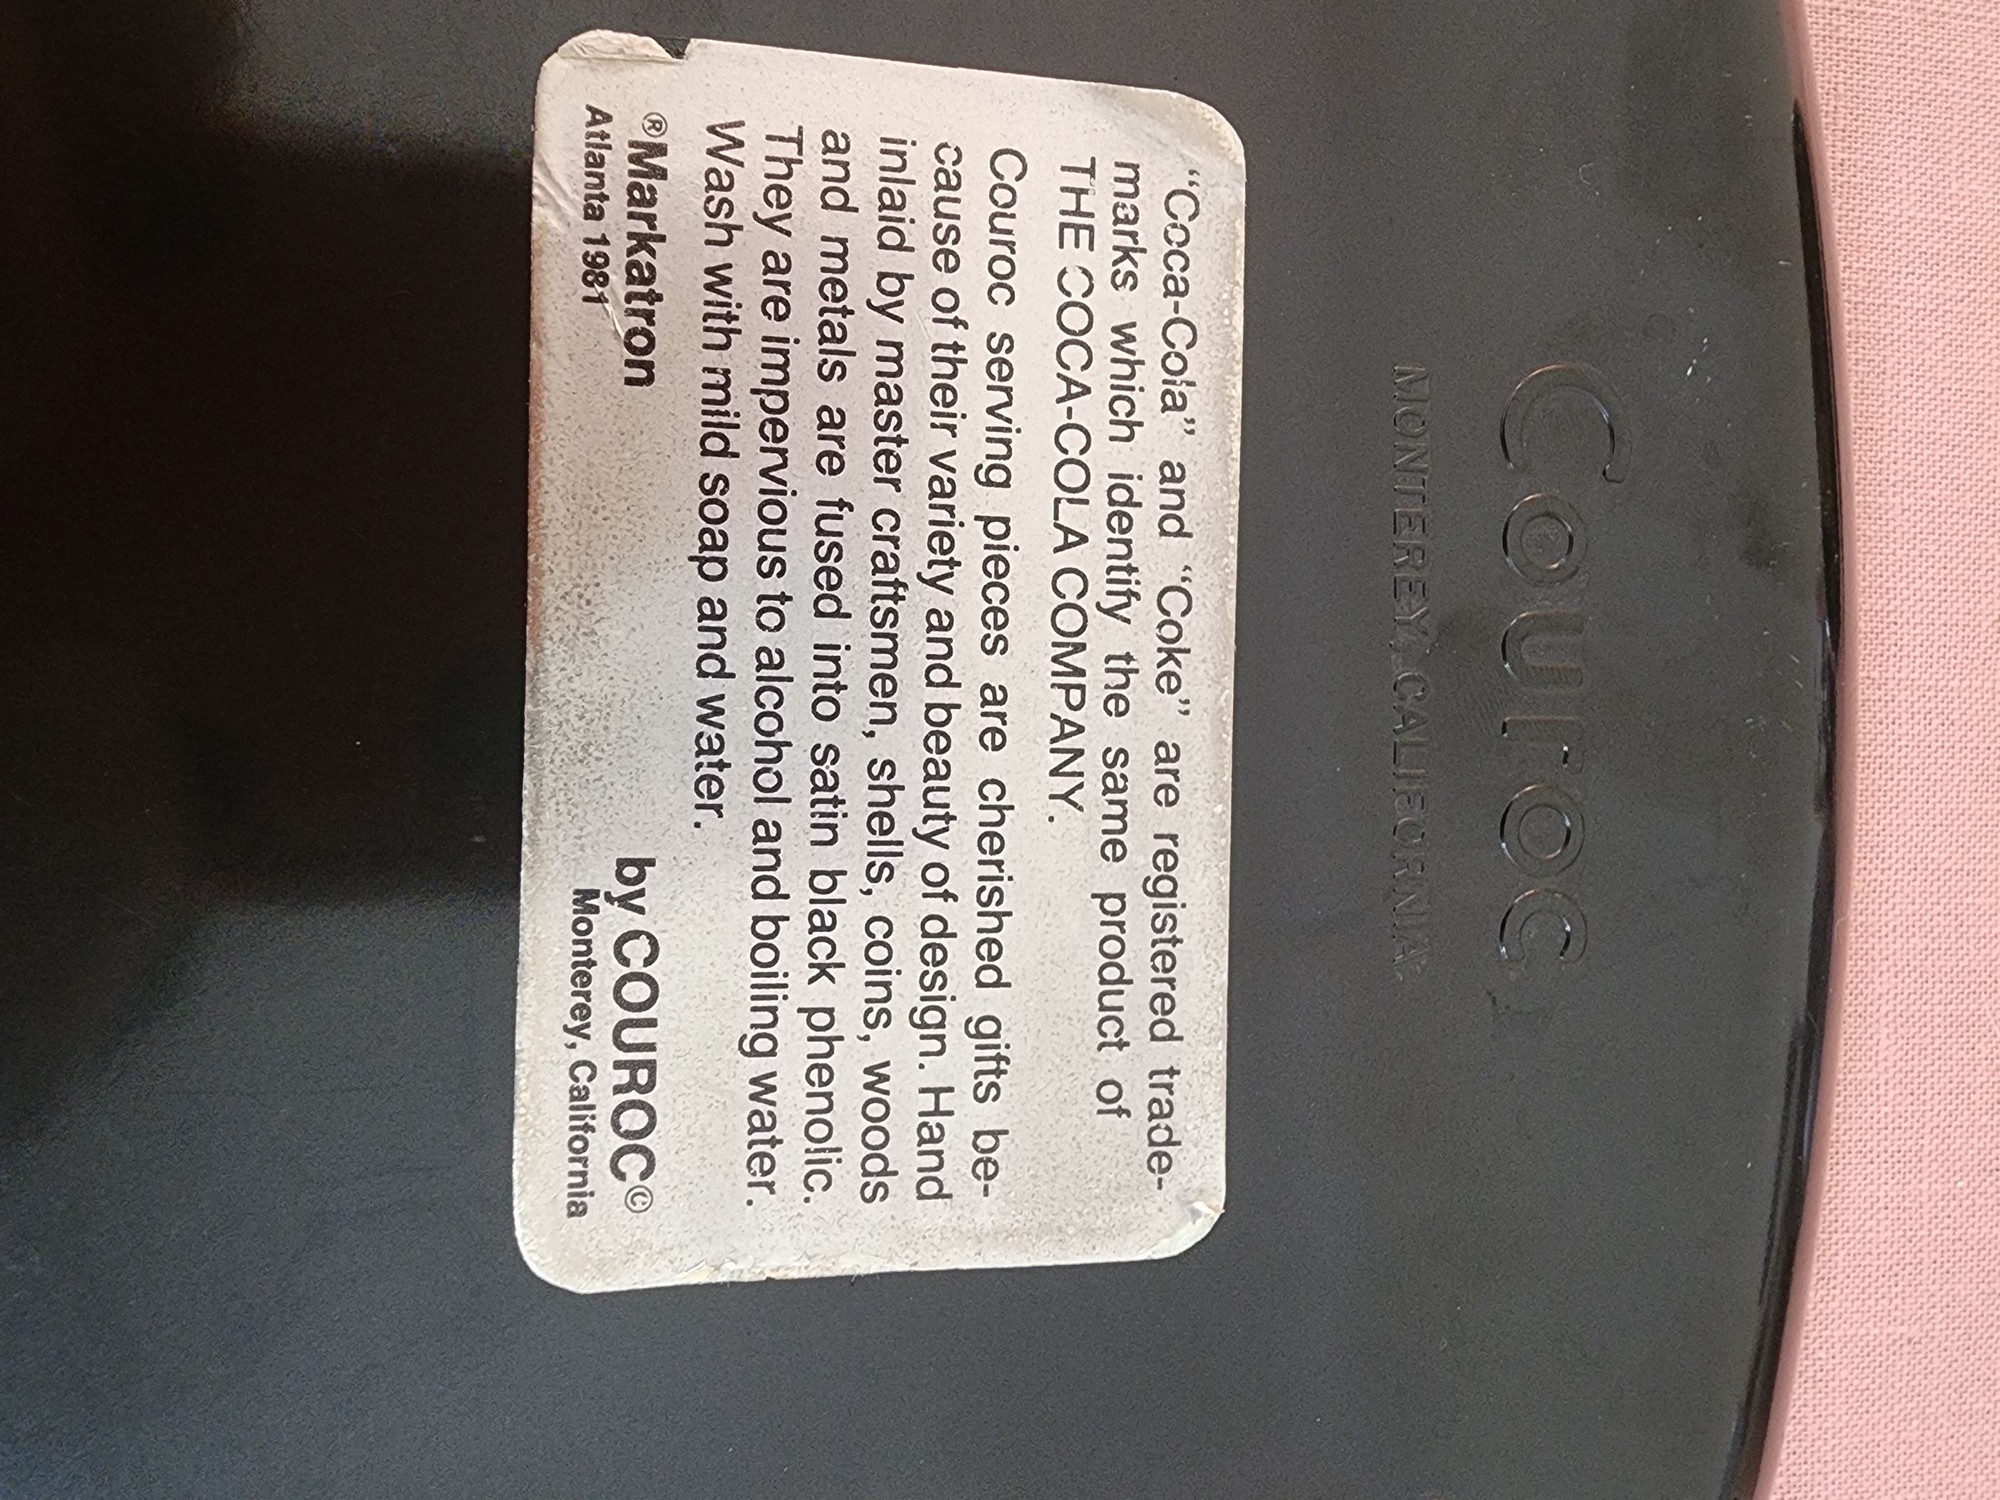 Couroc
MONTEREY, CALIFORNIA
"Coca-Cola" and "Coke" are registered trade-
marks which identify the same product of
THE COCA-COLA COMPANY.
Couroc serving pieces are cherished gifts be-
cause of their variety and beauty of design. Hand
inlaid by master craftsmen, shells, coins, woods
and metals are fused into satin black phenolic.
They are impervious to alcohol and boiling water.
Wash with mild soap and water.
®Markatron
Atlanta 1981
by COUROC©
Monterey, California